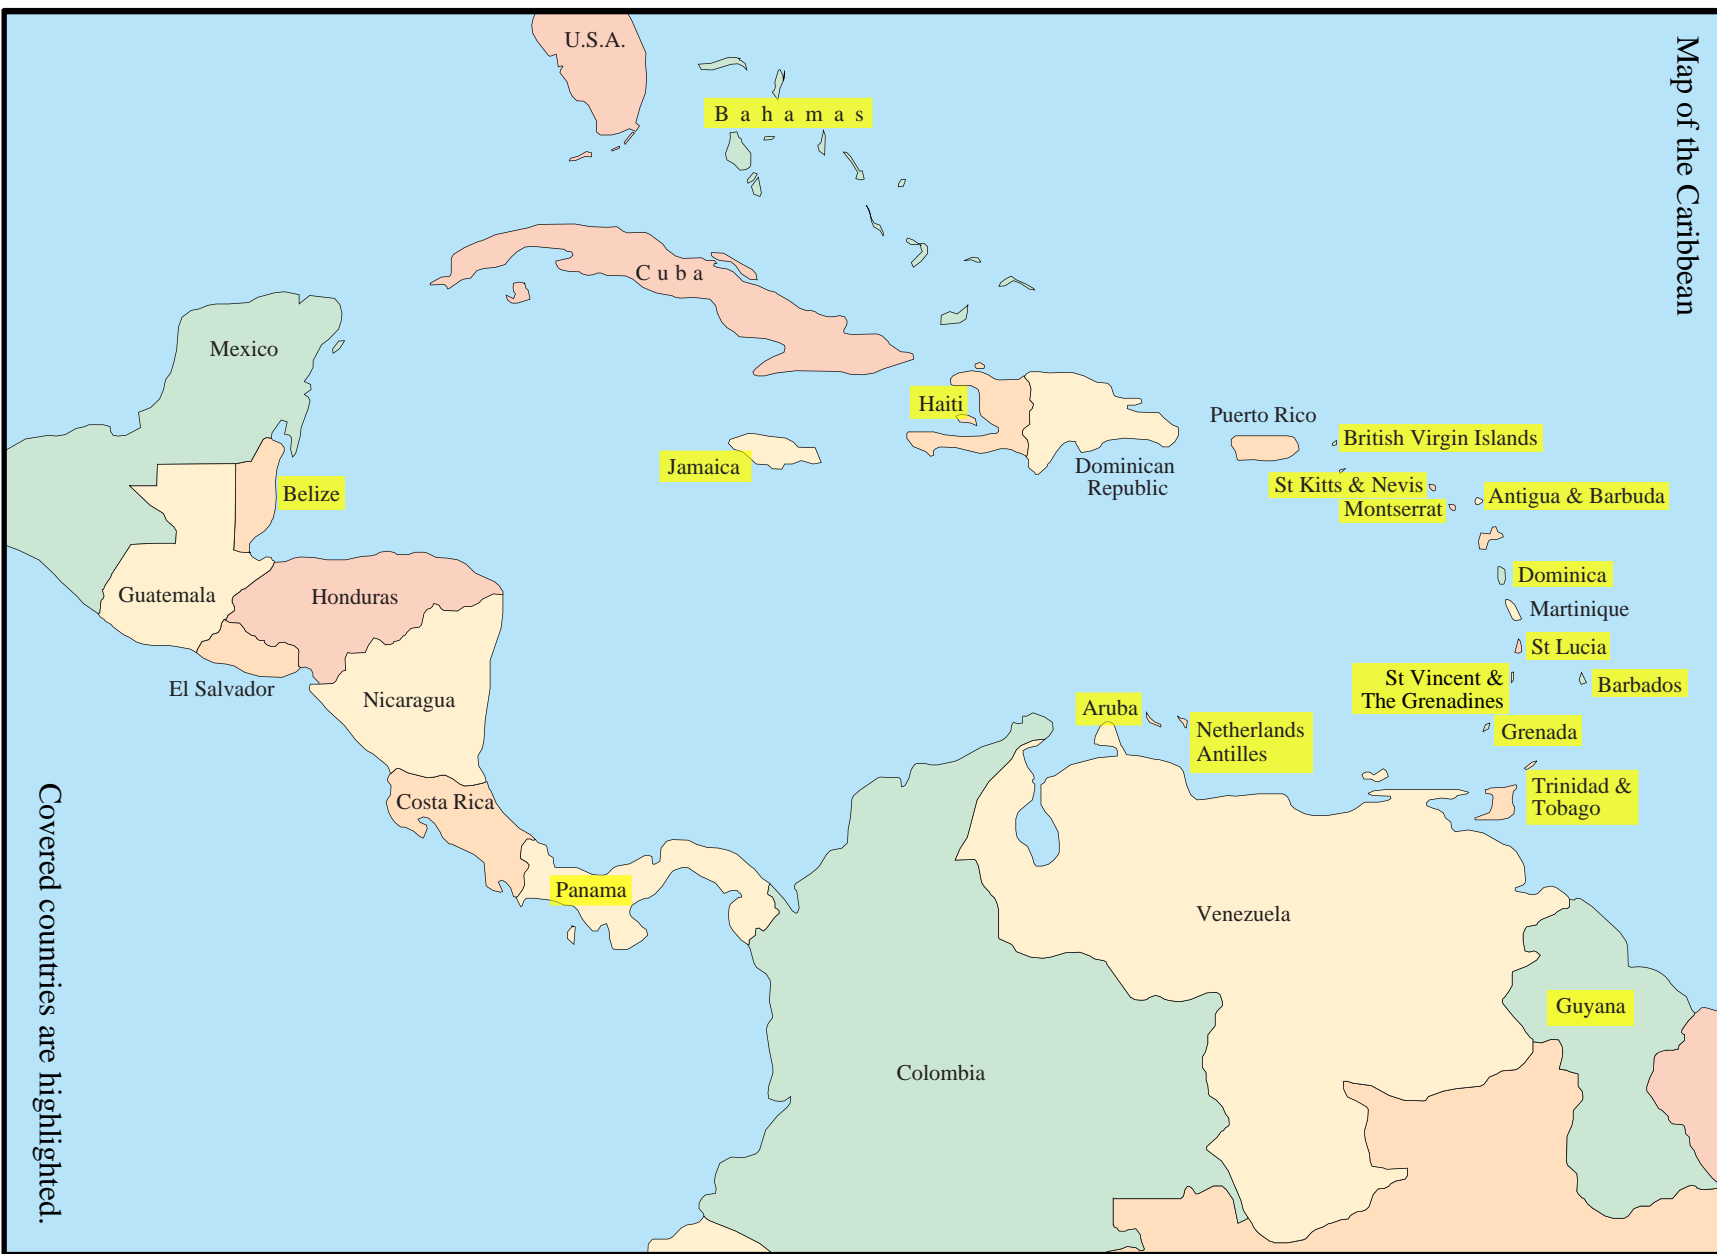 Map of the Caribbean
U.S.A.
Bahamas
Cuba
Mexico
Haiti
Puerto Rico
British Virgin Islands
Jamaica
Dominican
Republic
Belize
St Kitts & Nevis
Antigua & Barbuda
Montserrat
Dominica
Guatemala
Honduras
Martinique
St Lucia
El Salvador
Nicaragua
St Vincent &
The Grenadines
Barbados
Aruba
Netherlands
Antilles
Grenada
Costa Rica
Trinidad &
Tobago
Panama
Venezuela
Guyana
Colombia
Covered countries are highlighted.